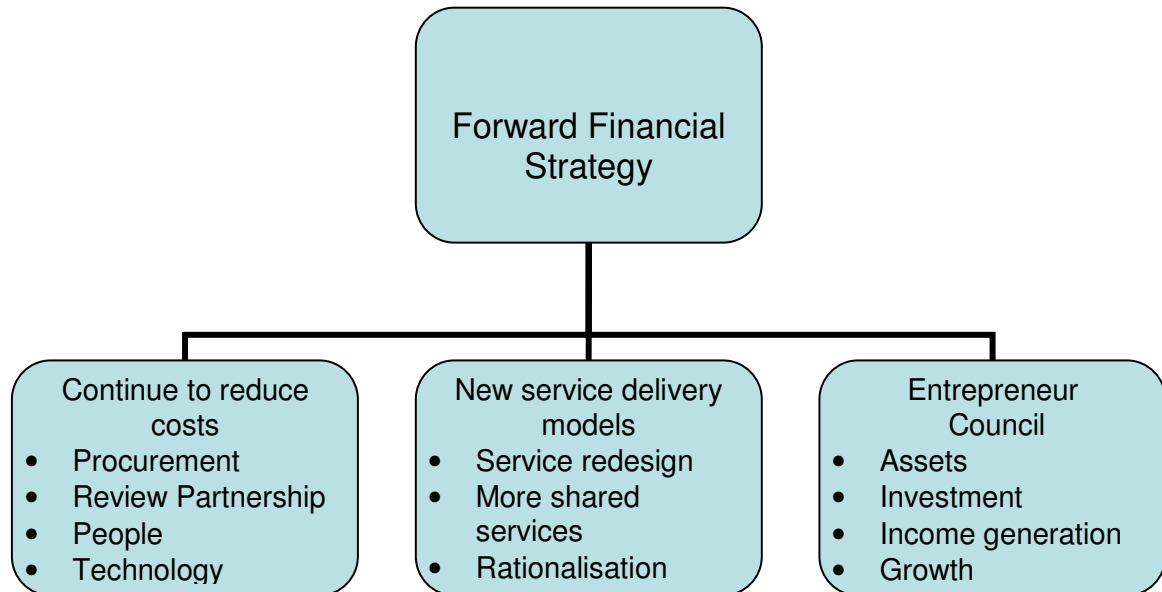 Forward Financial
Strategy
Continue to reduce
costs
• Procurement
• Review Partnership
• People
• Technology
New service delivery
models
• Service redesign
• More shared
services
• Rationalisation
Entrepreneur
Council
• Assets
• Investment
• Income generation
• Growth